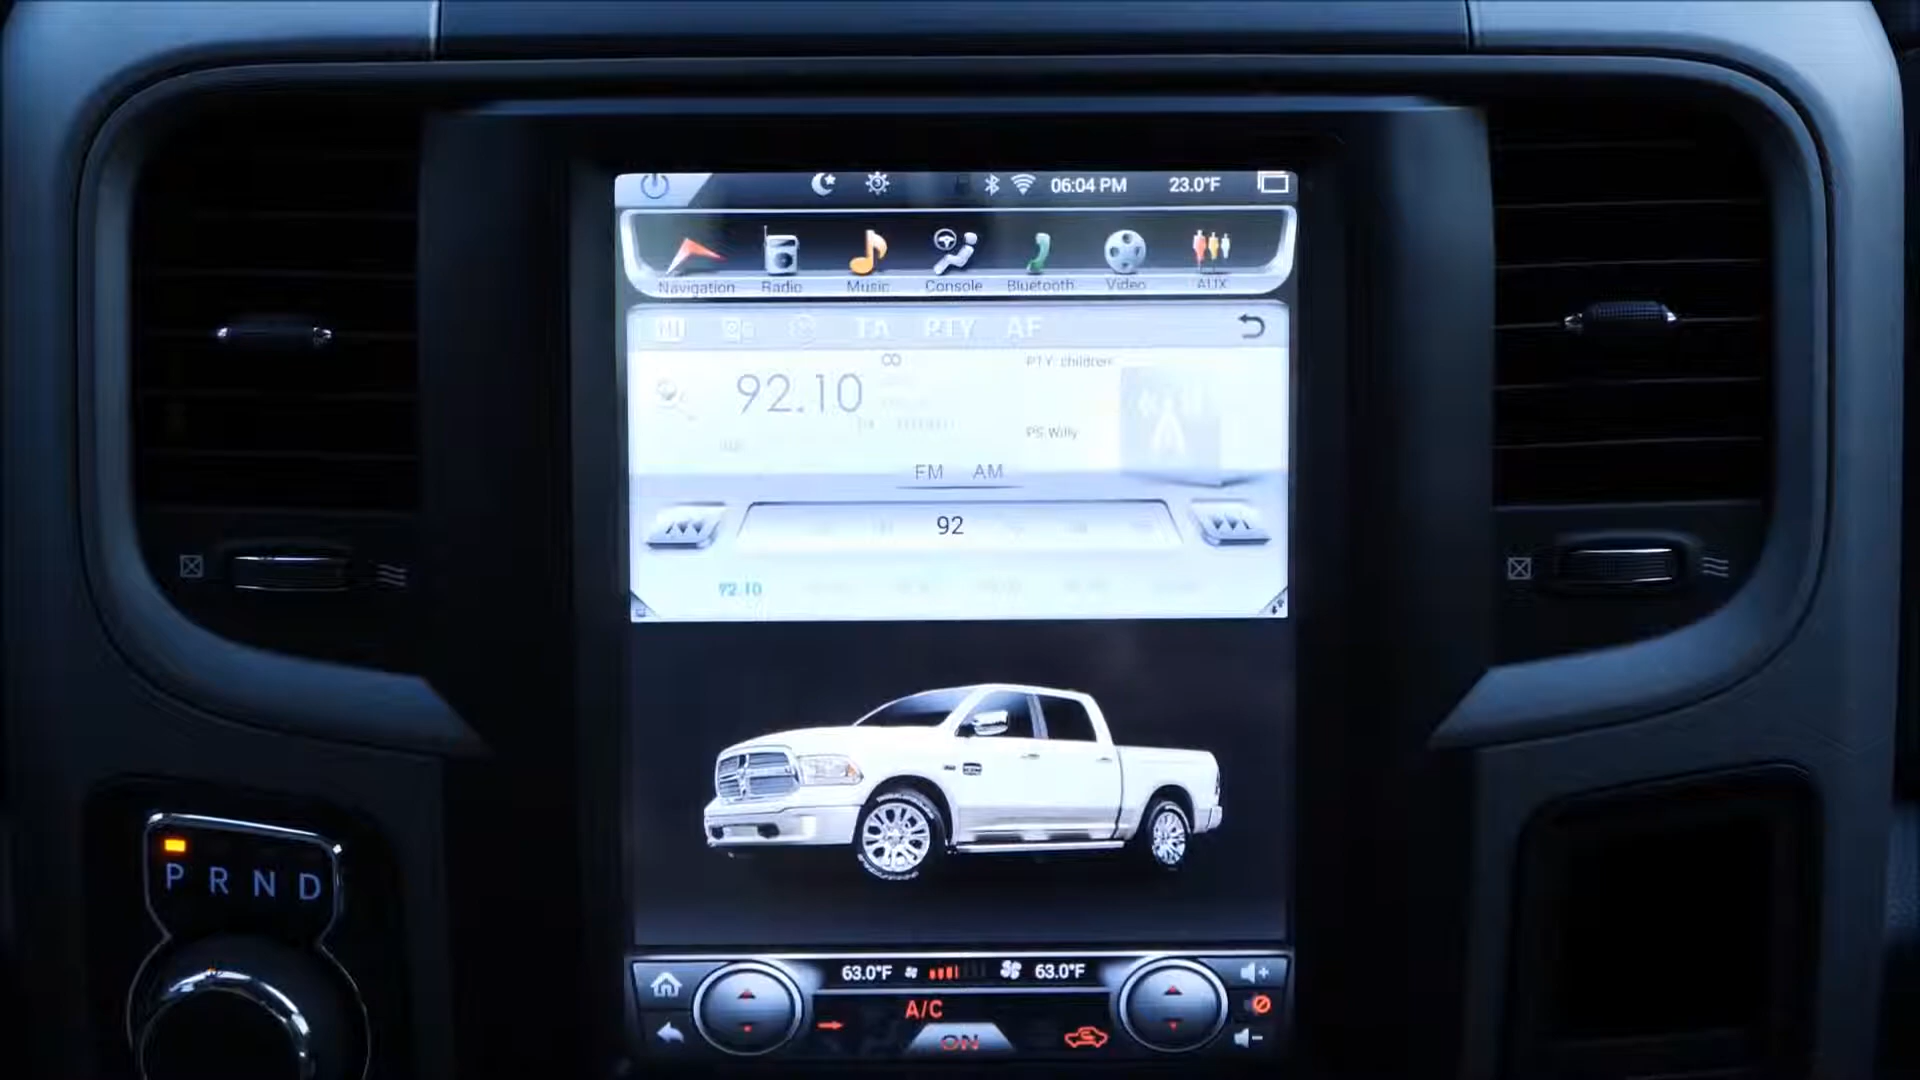 06:04 PM 23.0°F
Navigation Radio Music Console Bluetooth Video AUX
TA PTY AF
PTY: children
92.10
PS:Willy
FM AM
92
92.10
P R N D
63.0°F 63.0°F
A/C
ON